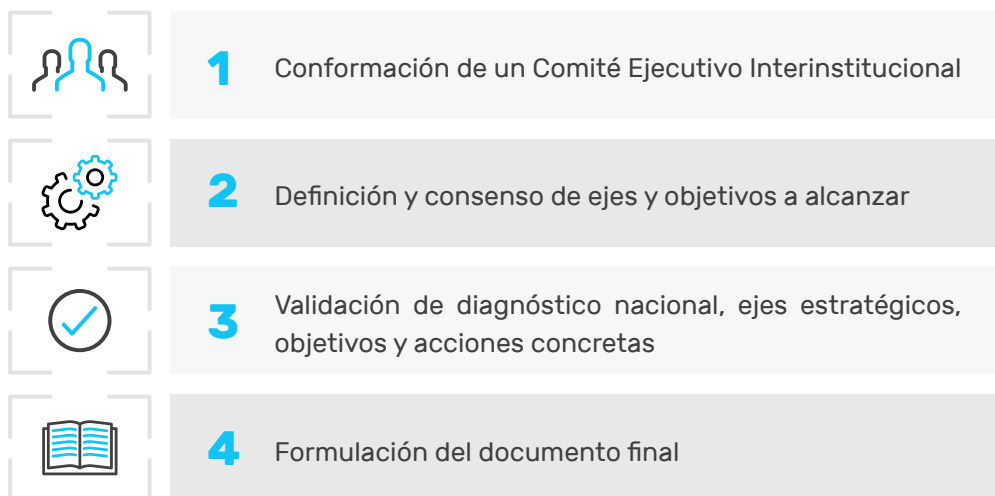 1
Conformación de un Comité Ejecutivo Interinstitucional
2
Definición y consenso de ejes y objetivos a alcanzar
3
Validación de diagnóstico nacional, ejes estratégicos,
objetivos y acciones concretas
4
Formulación del documento final